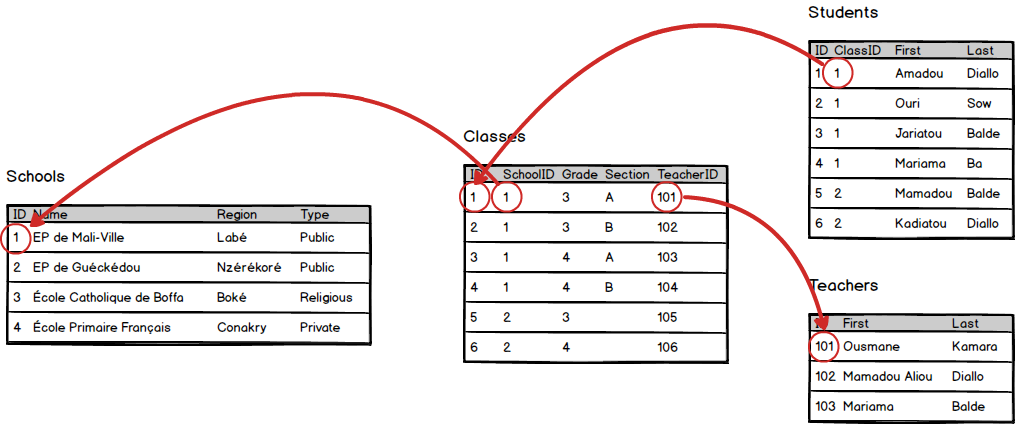 Schools
ID Name Region Type
1 EP de Mali-Ville Labé Public
2 EP de Guéckédou Nzérékoré Public
3 École Catholique de Boffa Boké Religious
4 École Primaire Français Conakry Private
Classes
ID SchoolID Grade Section TeacherID
1 1 3 A 101
2 1 3 B 102
3 1 4 A 103
4 1 4 B 104
5 2 3 105
6 2 4 106
Students
ID ClassID First Last
1 1 Amadou Diallo
2 1 Ouri Sow
3 1 Jariatou Balde
4 1 Mariama Ba
5 2 Mamadou Balde
6 2 Kadiatou Diallo
Teachers
ID First Last
101 Ousmane Kamara
102 Mamadou Aliou Diallo
103 Mariama Balde